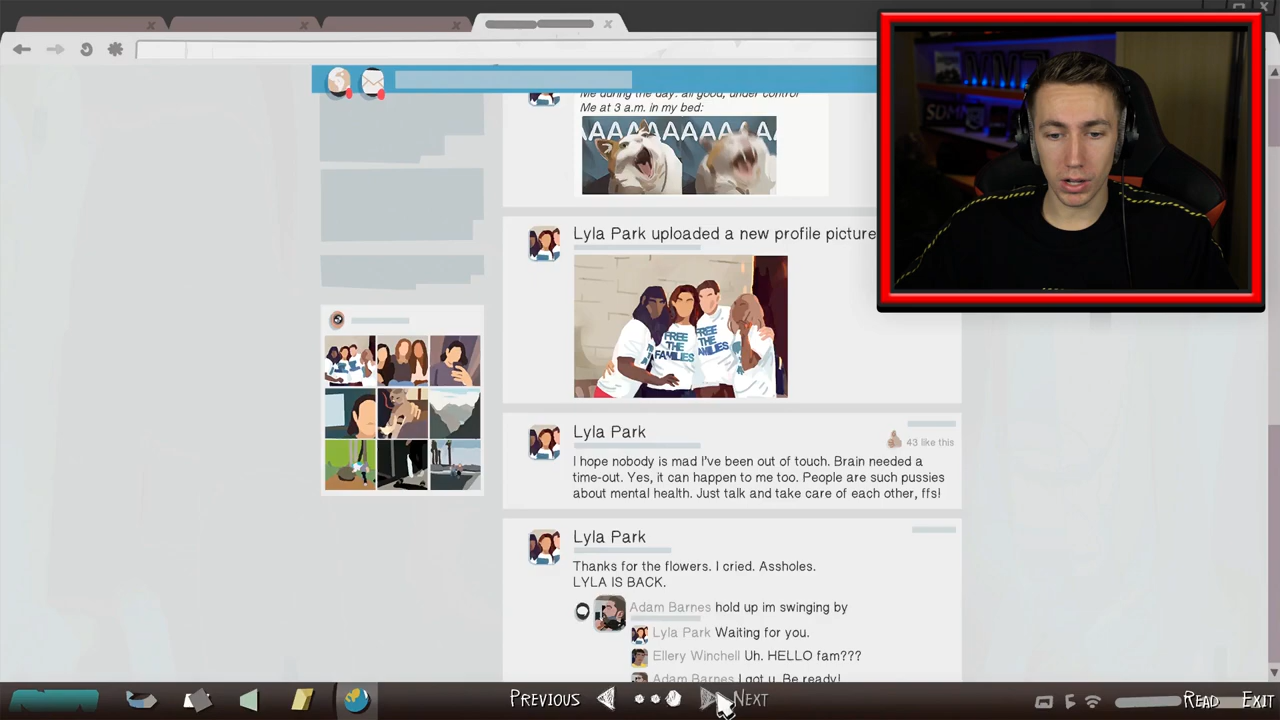 Me during the day: all good, under control
Me at 3 a.m. in my bed:
AAAAAAAAAA
Lyla Park uploaded a new profile picture
FREE THE FAMILIES
FREE THE FAMILIES
Lyla Park
43 like this
I hope nobody is mad I've been out of touch. Brain needed a
time-out. Yes, it can happen to me too. People are such pussies
about mental health. Just talk and take care of each other, ffs!
Lyla Park
Thanks for the flowers. I cried. Assholes.
LYLA IS BACK.
Adam Barnes hold up im swinging by
Lyla Park Waiting for you.
Ellery Winchell Uh. HELLO fam???
Adam Barnes I got u. Be ready!
PREVIOUS
NEXT
READ
EXIT